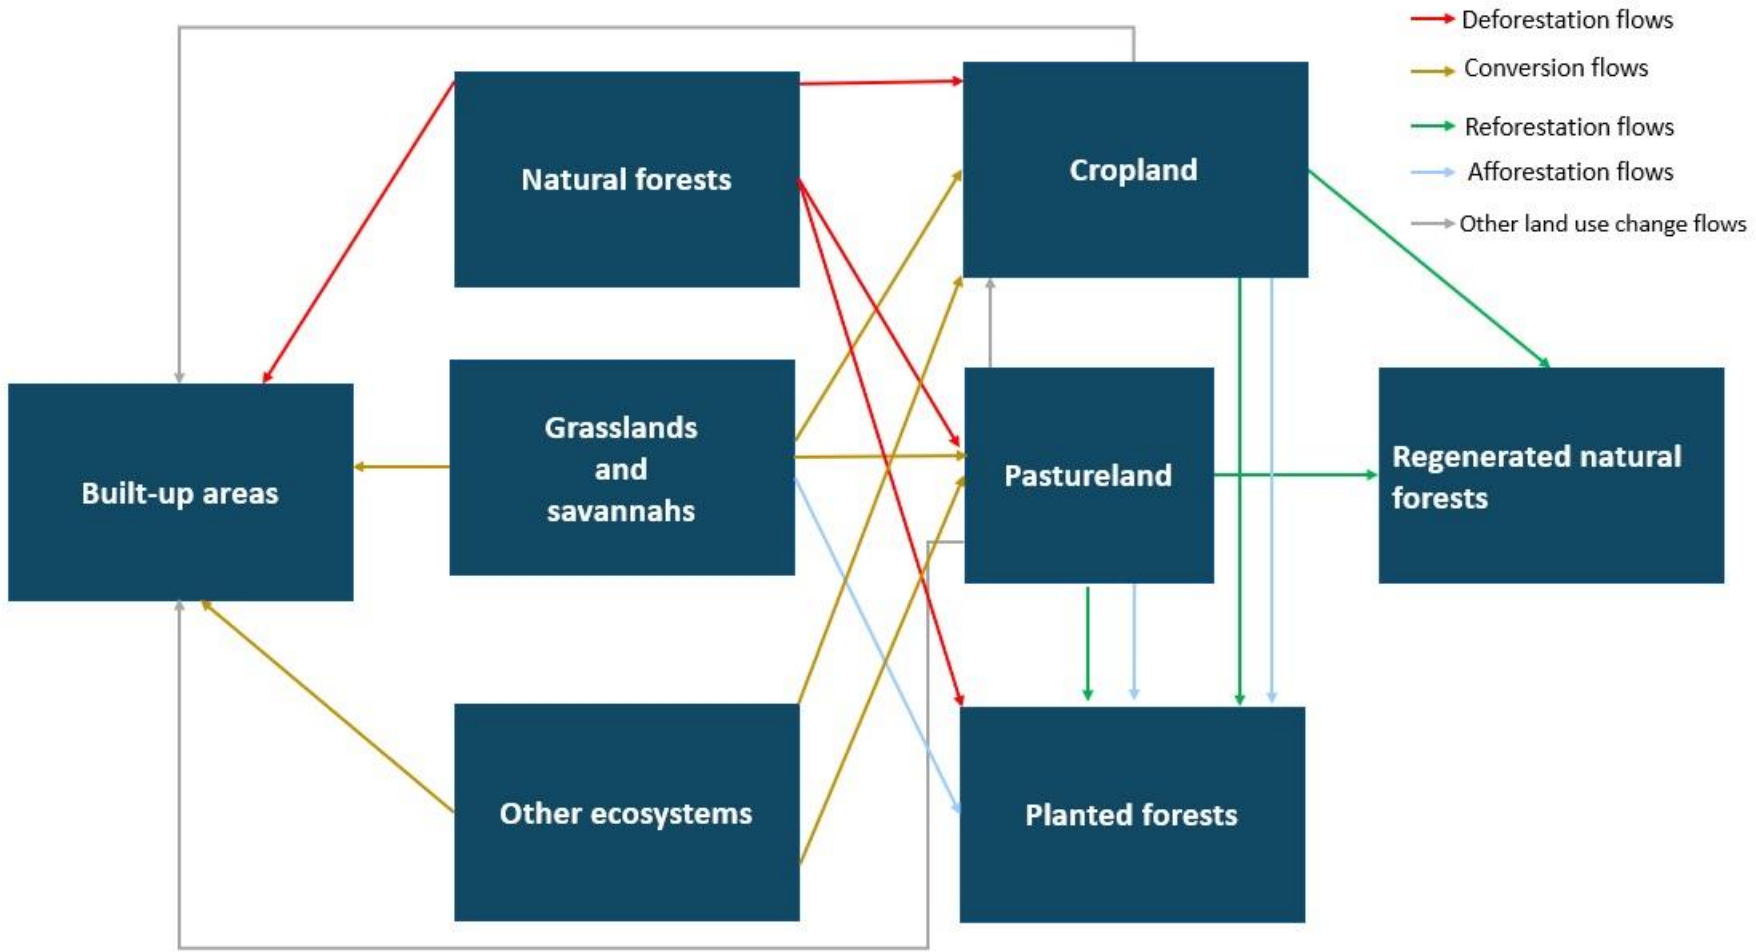 Deforestation flows
Conversion flows
Reforestation flows
Afforestation flows
Other land use change flows
Natural forests
Cropland
Grasslands
and
savannahs
Built-up areas
Pastureland
Regenerated natural
forests
Other ecosystems
Planted forests